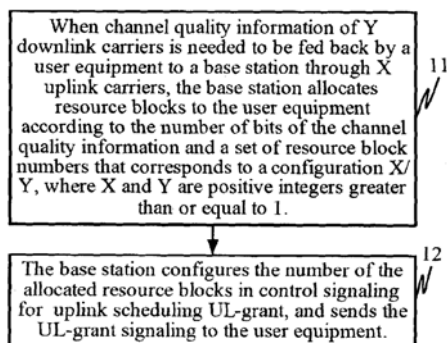 When channel quality information of Y
downlink carriers is needed to be fed back by a
user equipment to a base station through X
uplink carriers, the base station allocates
resource blocks to the user equipment
according to the number of bits of the channel
quality information and a set of resource block
numbers that corresponds to a configuration X/
Y, where X and Y are positive integers greater
than or equal to 1.
11
The base station configures the number of the
allocated resource blocks in control signaling
for uplink scheduling UL-grant, and sends the
UL-grant signaling to the user equipment.
12